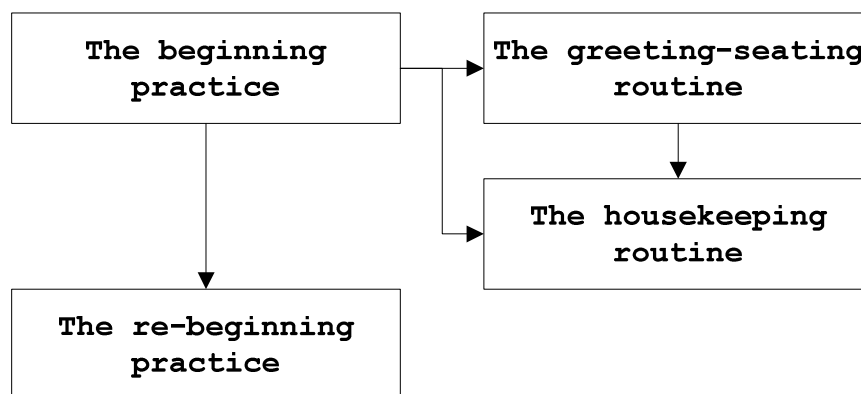 The beginning
practice
The greeting-seating
routine
The housekeeping
routine
The re-beginning
practice